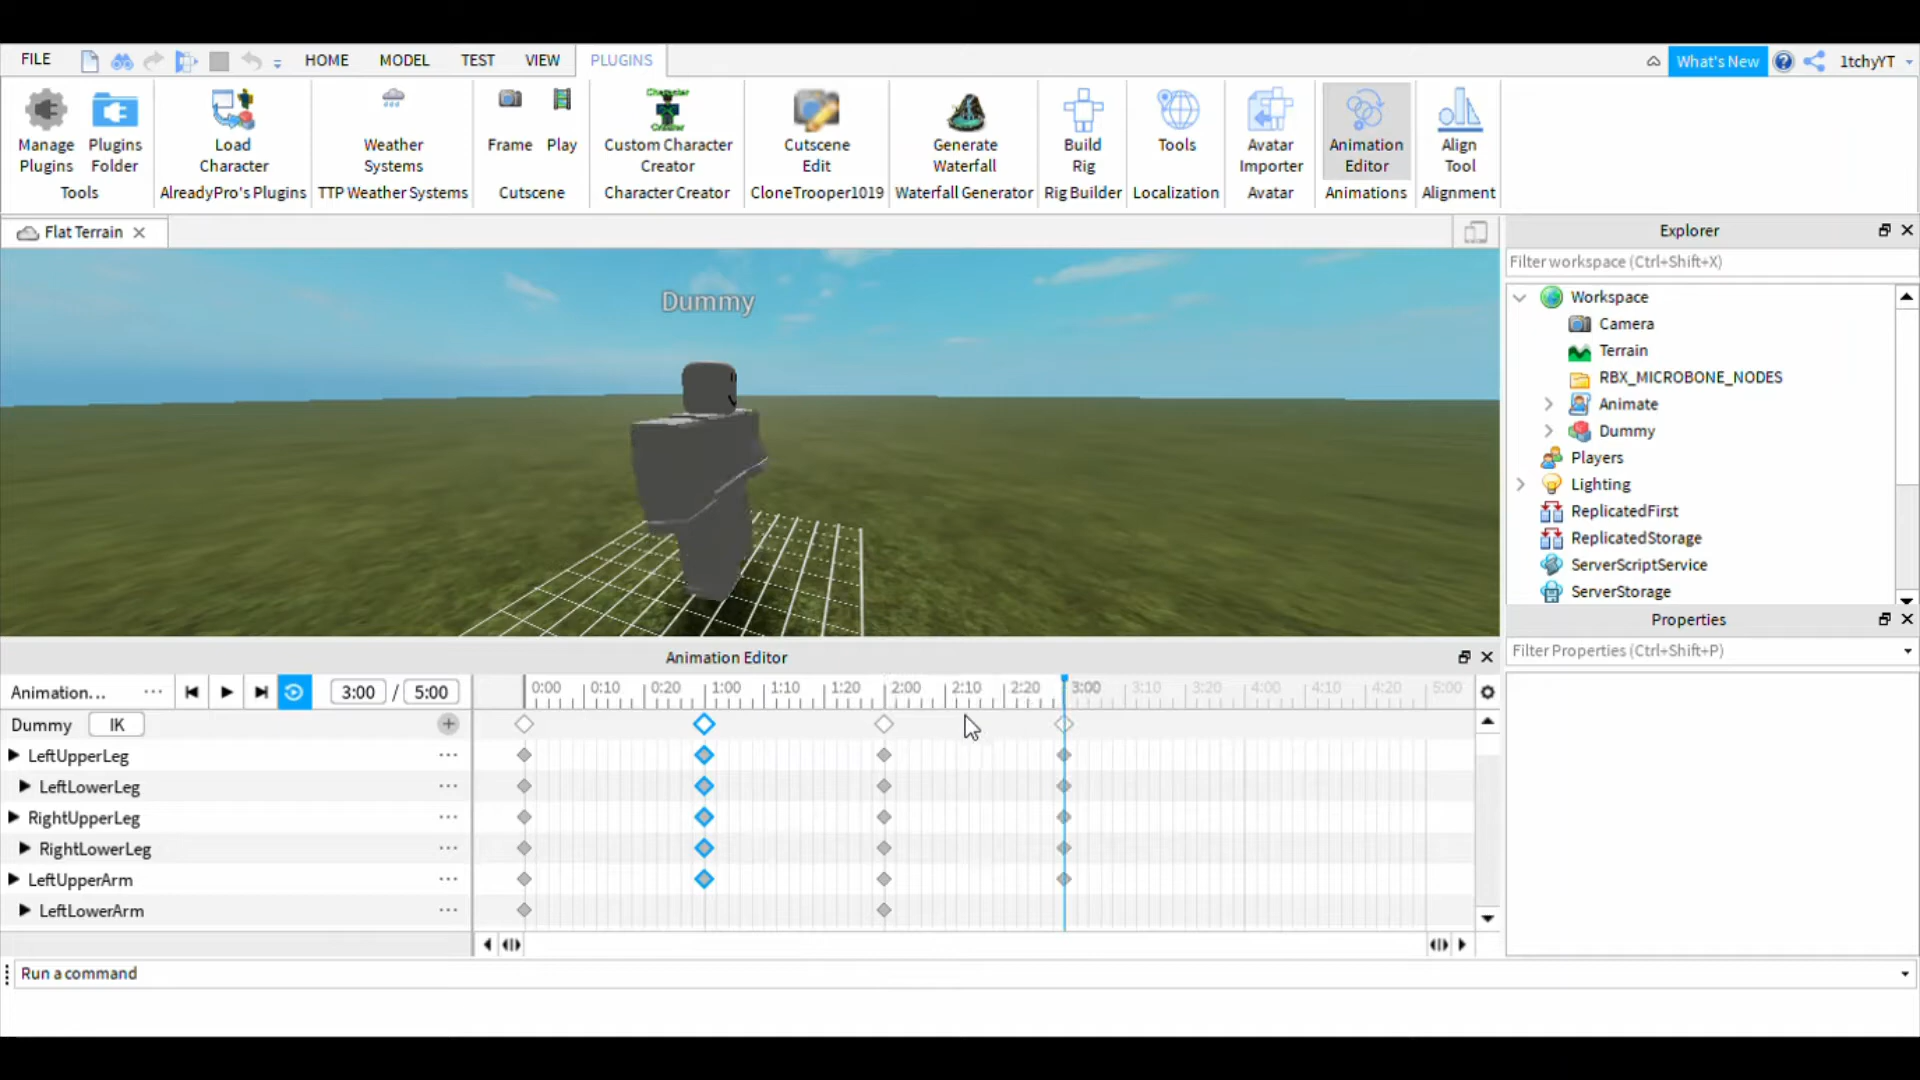 FILE HOME MODEL TEST VIEW PLUGINS What's New 1tchyYT
Manage Plugins Load Weather Frame Play Custom Character Cutscene Generate Build Tools Avatar Animation Align
Plugins Folder Character Systems Creator Edit Waterfall Rig Importer Editor Tool
Tools AlreadyPro's Plugins TTP Weather Systems Cutscene Character Creator CloneTrooper1019 Waterfall Generator Rig Builder Localization Avatar Animations Alignment
Flat Terrain
Explorer
Filter workspace (Ctrl+Shift+X)
Workspace
Camera
Terrain
RBX_MICROBONE_NODES
Animate
Dummy
Players
Lighting
ReplicatedFirst
ReplicatedStorage
ServerScriptService
ServerStorage
Properties
Filter Properties (Ctrl+Shift+P)
Character
Creator
Dummy
Animation Editor
Animation... ... 3:00 / 5:00 0:00 0:10 0:20 1:00 1:10 1:20 2:00 2:10 2:20 3:00 3:10 3:20 4:00 4:10 4:20 5:00
Dummy IK
LeftUpperLeg
LeftLowerLeg
RightUpperLeg
RightLowerLeg
LeftUpperArm
LeftLowerArm
Run a command